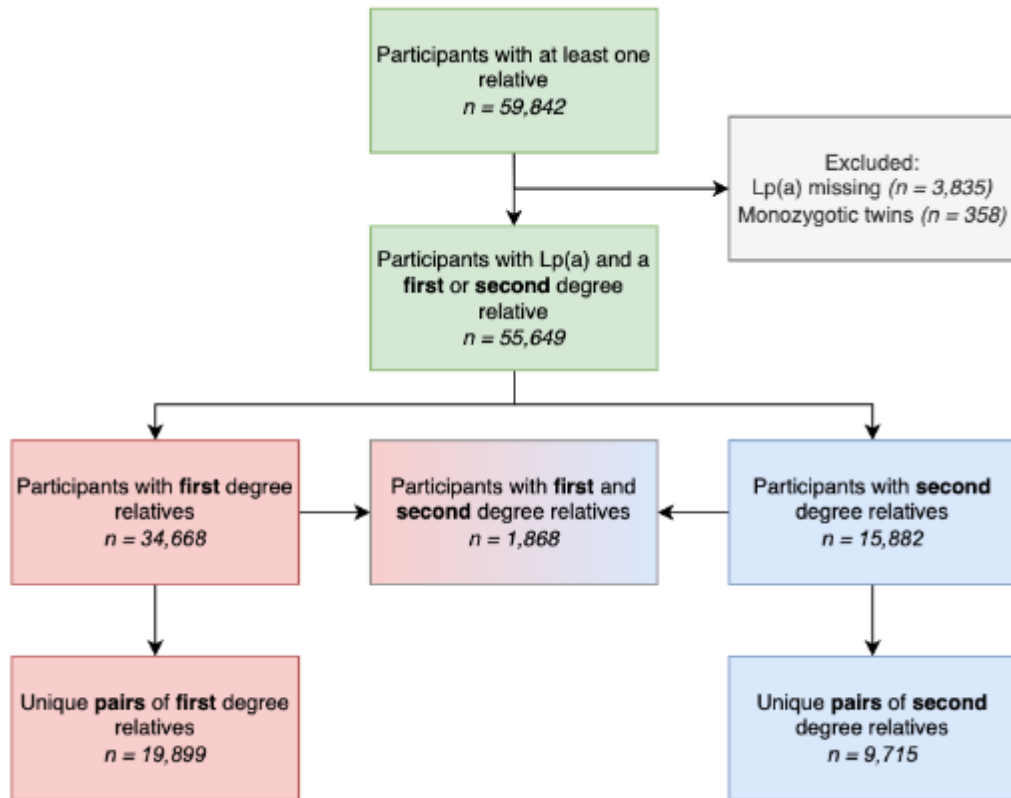 Participants with at least one
relative
n = 59,842
Excluded:
Lp(a) missing (n = 3,835)
Monozygotic twins (n = 358)
Participants with Lp(a) and a
first or second degree
relative
n = 55,649
Participants with first degree
relatives
n = 34,668
Participants with first and
second degree relatives
n = 1,868
Participants with second
degree relatives
n = 15,882
Unique pairs of first degree
relatives
n = 19,899
Unique pairs of second
degree relatives
n = 9,715